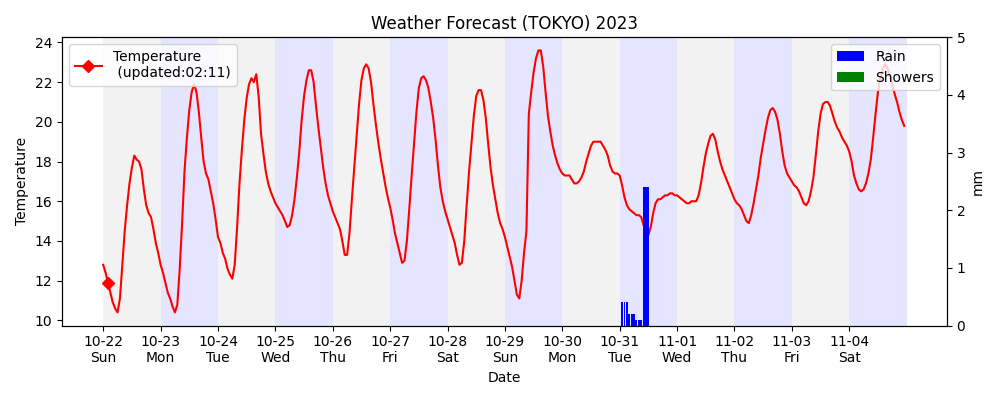 Weather Forecast (TOKYO) 2023
Temperature
(updated:02:11)
Rain
Showers
Temperature
24
22
20
18
16
14
12
10
5
4
3
2
1
0
mm
10-22 10-23 10-24 10-25 10-26 10-27 10-28 10-29 10-30 10-31 11-01 11-02 11-03 11-04
Sun Mon Tue Wed Thu Fri Sat Sun Mon Tue Wed Thu Fri Sat
Date